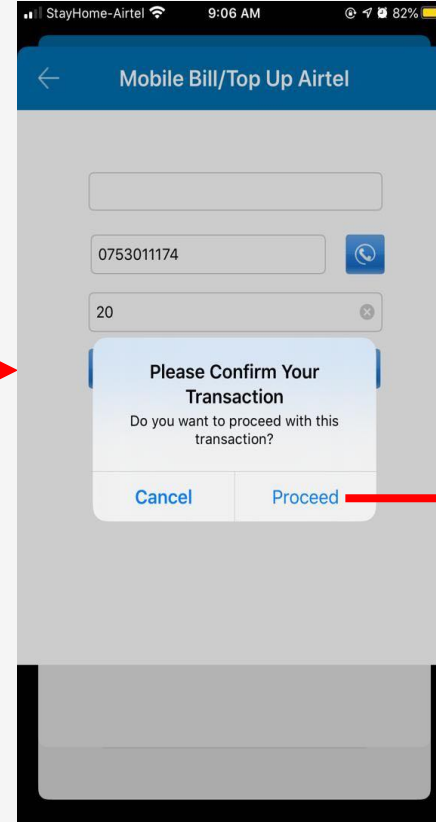 StayHome-Airtel 9:06 AM 82%
Mobile Bill/Top Up Airtel
0753011174
20
Please Confirm Your
Transaction
Do you want to proceed with this
transaction?
Cancel Proceed